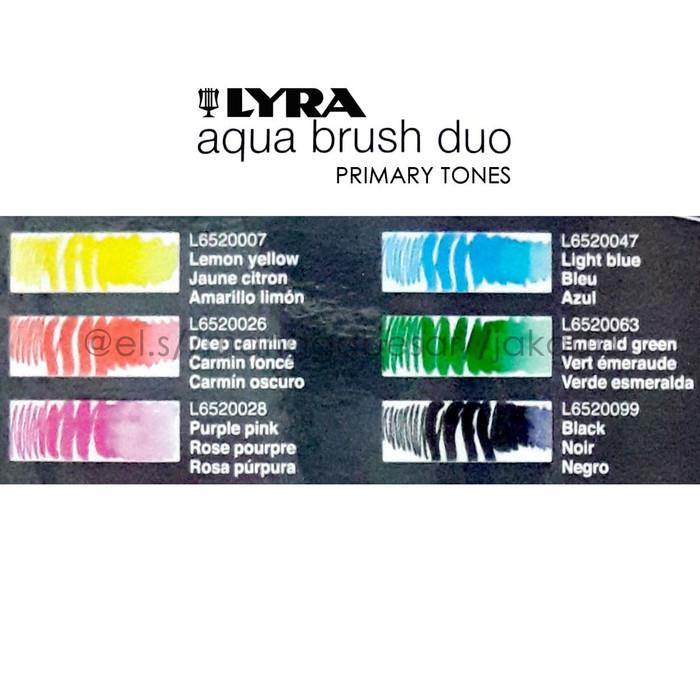 LYRA
aqua brush duo
PRIMARY TONES
L6520007
Lemon yellow
Jaune citron
Amarillo limón
L6520026
Deep carmine
Carmin foncé
Carmín oscuro
L6520028
Purple pink
Rose pourpre
Rosa púrpura
L6520047
Light blue
Bleu
Azul
L6520063
Emerald green
Vert émeraude
Verde esmeralda
L6520099
Black
Noir
Negro